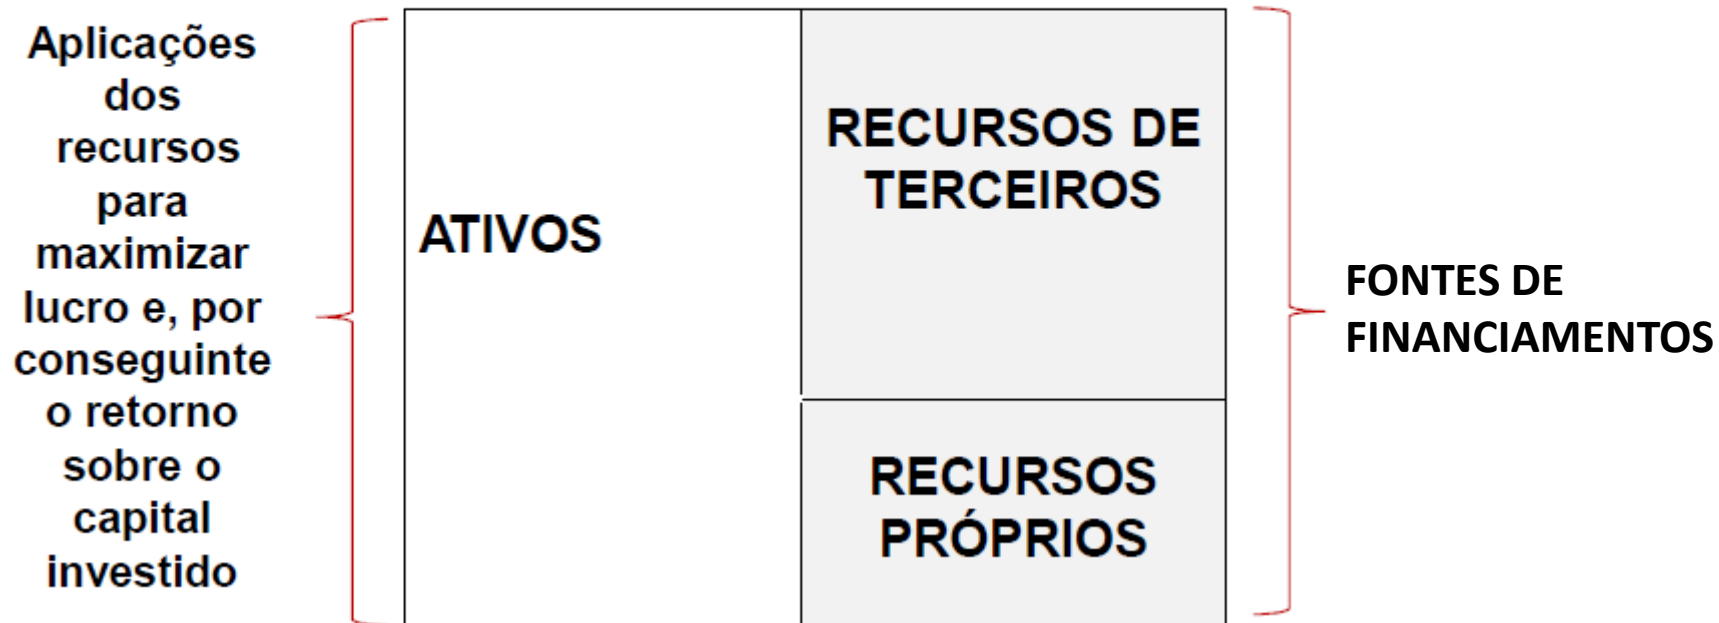 Aplicações
dos
recursos
para
maximizar
lucro e, por
conseguinte
o retorno
sobre o
capital
investido
ATIVOS
RECURSOS DE
TERCEIROS
RECURSOS
PRÓPRIOS
FONTES DE
FINANCIAMENTOS